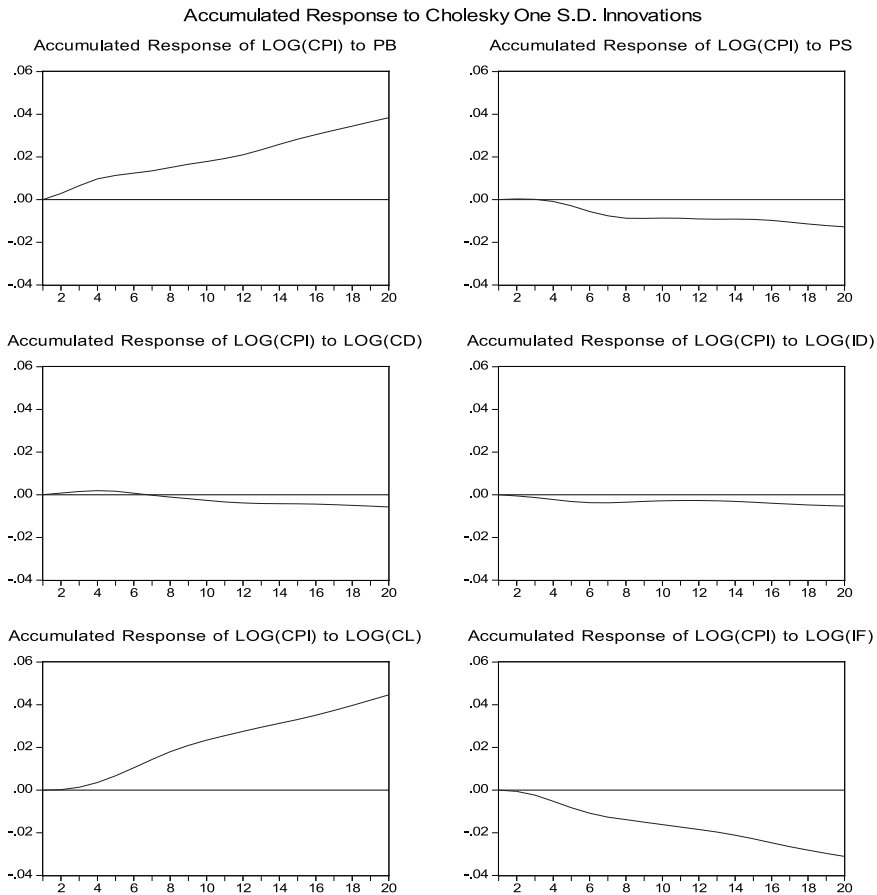 Accumulated Response to Cholesky One S.D. Innovations
Accumulated Response of LOG(CPI) to PB
.06
.04
.02
.00
-.02
-.04
2 4 6 8 10 12 14 16 18 20
Accumulated Response of LOG(CPI) to PS
.06
.04
.02
.00
-.02
-.04
2 4 6 8 10 12 14 16 18 20
Accumulated Response of LOG(CPI) to LOG(CD)
.06
.04
.02
.00
-.02
-.04
2 4 6 8 10 12 14 16 18 20
Accumulated Response of LOG(CPI) to LOG(ID)
.06
.04
.02
.00
-.02
-.04
2 4 6 8 10 12 14 16 18 20
Accumulated Response of LOG(CPI) to LOG(CL)
.06
.04
.02
.00
-.02
-.04
2 4 6 8 10 12 14 16 18 20
Accumulated Response of LOG(CPI) to LOG(IF)
.06
.04
.02
.00
-.02
-.04
2 4 6 8 10 12 14 16 18 20